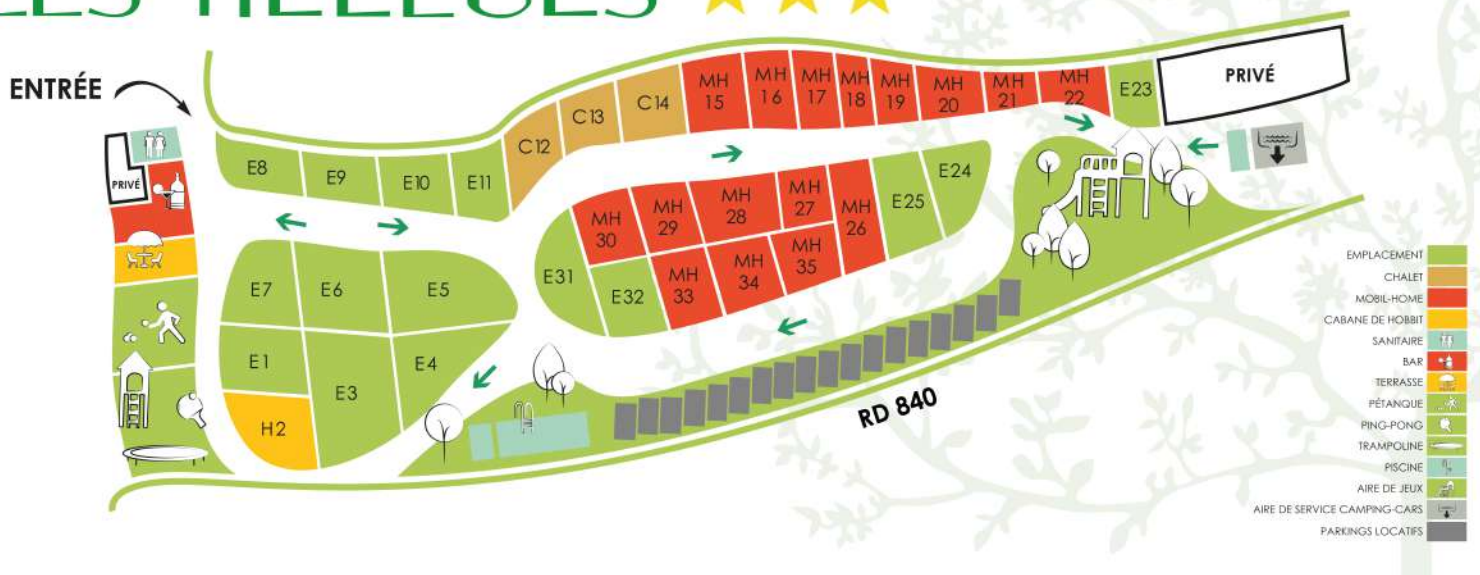 LES
ENTRÉE
PRIVÉ
E8
E9
E10
E11
C12
C13
C14
MH
15
MH
16
MH
17
MH
18
MH
19
MH
20
MH
21
MH
22
E23
PRIVÉ
E7
E6
E5
E1
E3
E4
H2
E31
MH
30
MH
29
MH
28
MH
27
MH
26
E25
E24
E32
MH
33
MH
34
MH
35
RD 840
EMPLACEMENT
CHALET
MOBIL-HOME
CABANE DE HOBBIT
SANITAIRE
BAR
TERRASSE
PÉTANQUE
PING-PONG
TRAMPOLINE
PISCINE
AIRE DE JEUX
AIRE DE SERVICE CAMPING-CARS
PARKINGS LOCATIFS